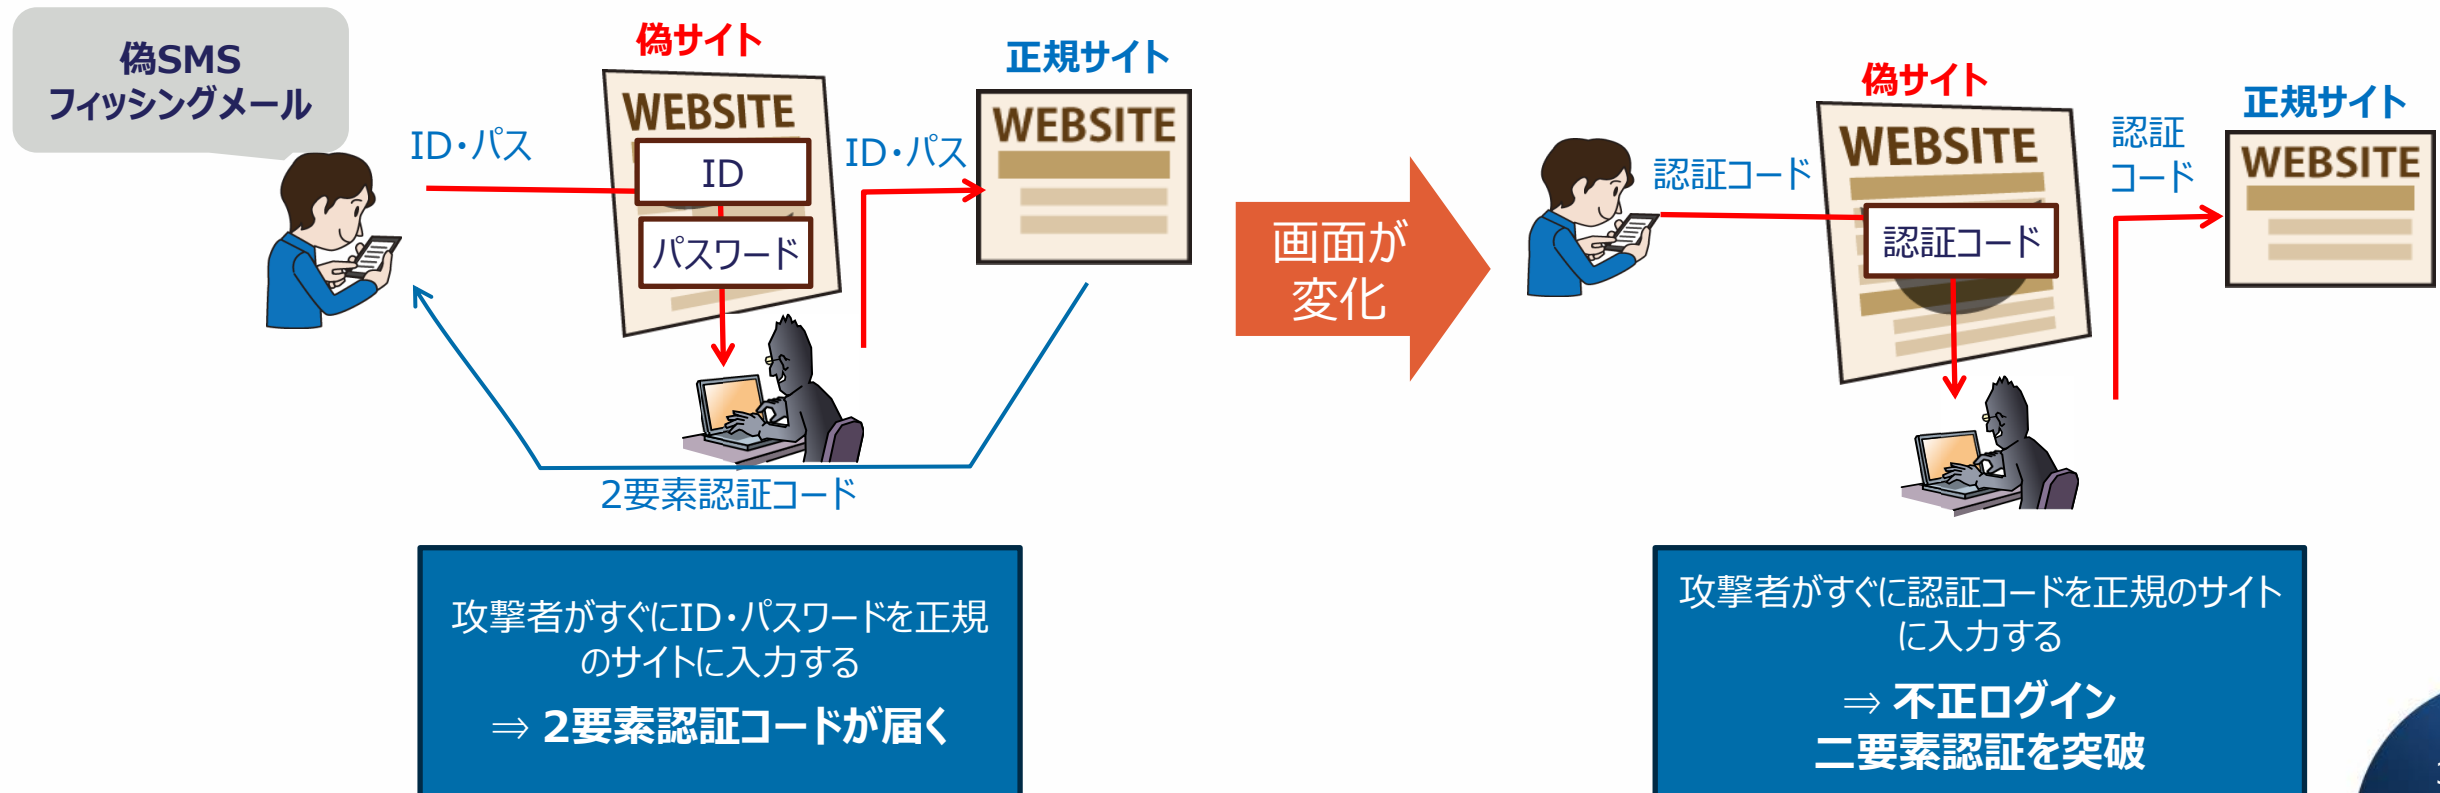 偽SMS
フィッシングメール
ID・パス
偽サイト
WEBSITE
ID
パスワード
ID・パス
正規サイト
WEBSITE
2要素認証コード
攻撃者がすぐにID・パスワードを正規
のサイトに入力する
⇒ 2要素認証コードが届く
画面が
変化
認証コード
偽サイト
WEBSITE
認証コード
認証
コード
正規サイト
WEBSITE
攻撃者がすぐに認証コードを正規のサイト
に入力する
⇒ 不正ログイン
二要素認証を突破